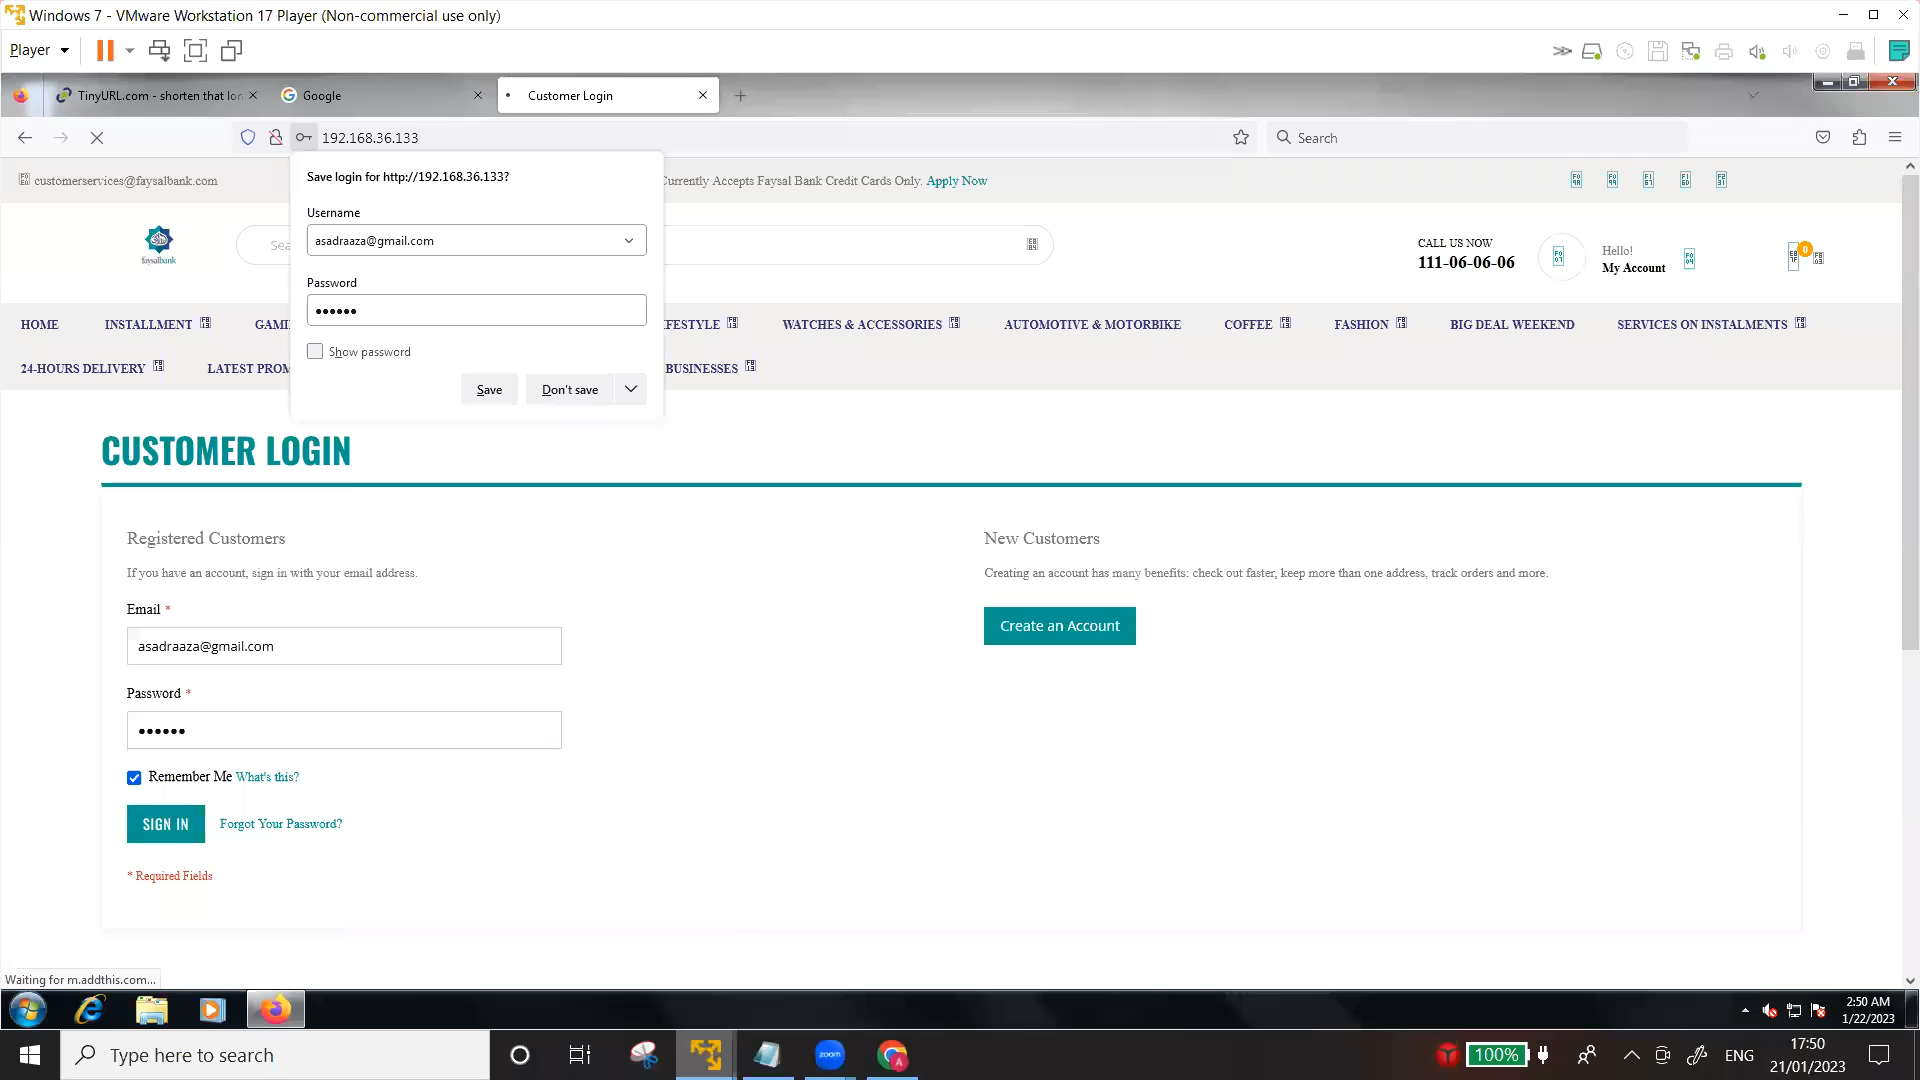 Windows 7 - VMware Workstation 17 Player (Non-commercial use only)
Player
TinyURL.com - shorten that lon
Google
Customer Login
192.168.36.133
Search
customerservices@faysalbank.com
Currently Accepts Faysal Bank Credit Cards Only. Apply Now
Save login for http://192.168.36.133?
Username
asadraaza@gmail.com
Password
••••••
Show password
Save
Don't save
faysalbank
Sea
CALL US NOW
111-06-06-06
Hello!
My Account
0
HOME
INSTALLMENT
GAMI
IFESTYLE
WATCHES & ACCESSORIES
AUTOMOTIVE & MOTORBIKE
COFFEE
FASHION
BIG DEAL WEEKEND
SERVICES ON INSTALMENTS
24-HOURS DELIVERY
LATEST PROM
BUSINESSES
CUSTOMER LOGIN
Registered Customers
If you have an account, sign in with your email address.
Email *
asadraaza@gmail.com
Password *
••••••
Remember Me What's this?
SIGN IN
Forgot Your Password?
* Required Fields
New Customers
Creating an account has many benefits: check out faster, keep more than one address, track orders and more.
Create an Account
Waiting for m.addthis.com...
2:50 AM
1/22/2023
Type here to search
zoom
A
100%
ENG
17:50
21/01/2023